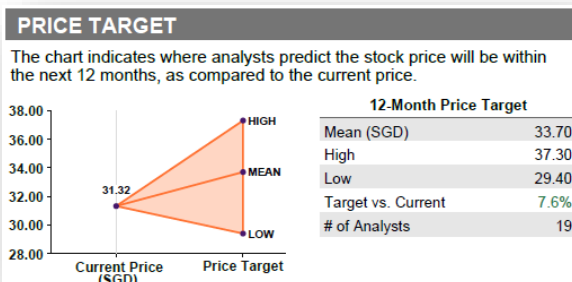 PRICE TARGET
The chart indicates where analysts predict the stock price will be within
the next 12 months, as compared to the current price.
38.00
36.00
34.00
32.00
30.00
28.00
31.32
HIGH
MEAN
LOW
Current Price
(SGD)
Price Target
12-Month Price Target
Mean (SGD) 33.70
High 37.30
Low 29.40
Target vs. Current 7.6%
# of Analysts 19